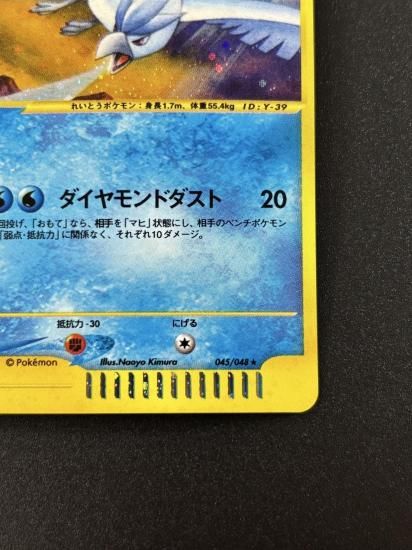 れいとうポケモン：身長1.7m、体重55.4kg ID：Y-39
ダイヤモンドダスト 20
回投げ、「おもて」なら、相手を「マヒ」状態にし、相手のベンチポケモン
「弱点・抵抗力」に関係なく、それぞれ10ダメージ。
抵抗力 -30 にげる
Illus.Naoyo Kimura 045/048★
©Pokémon